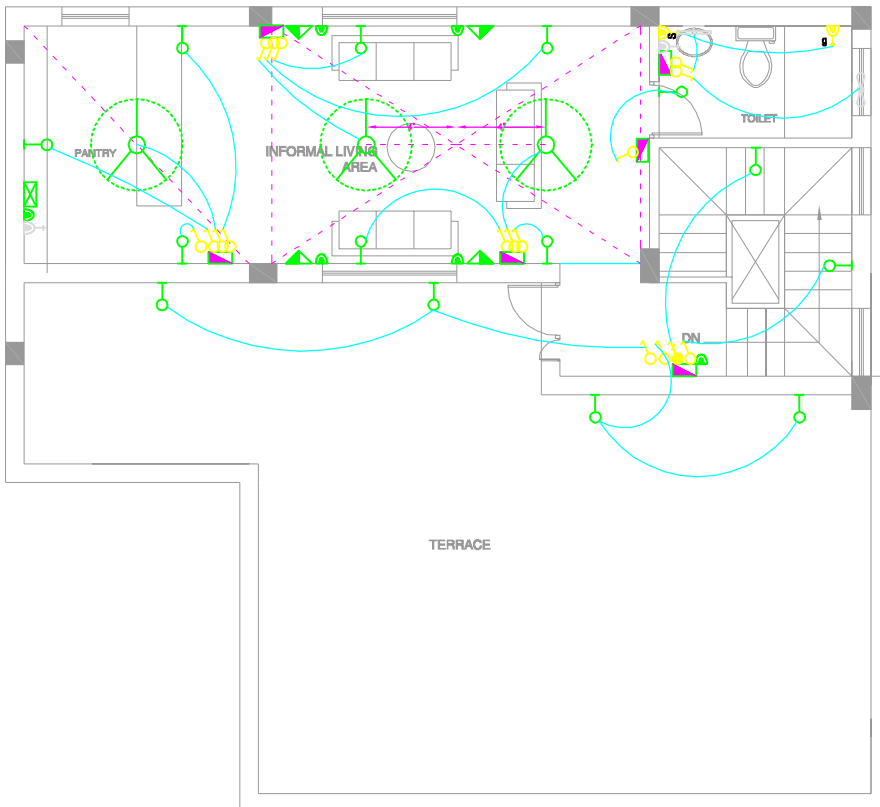 S
g
TOILET
PANTRY
INFORMAL LIVING
AREA
DN
TERRACE